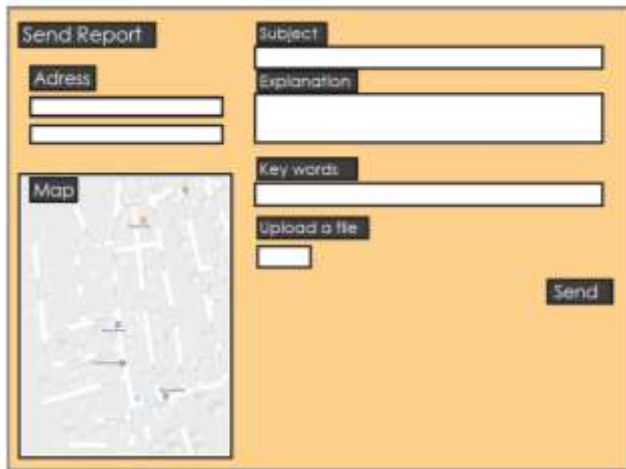 Send Report
Adress
Map
Subject
Explanation
Key words
Upload a file
Send